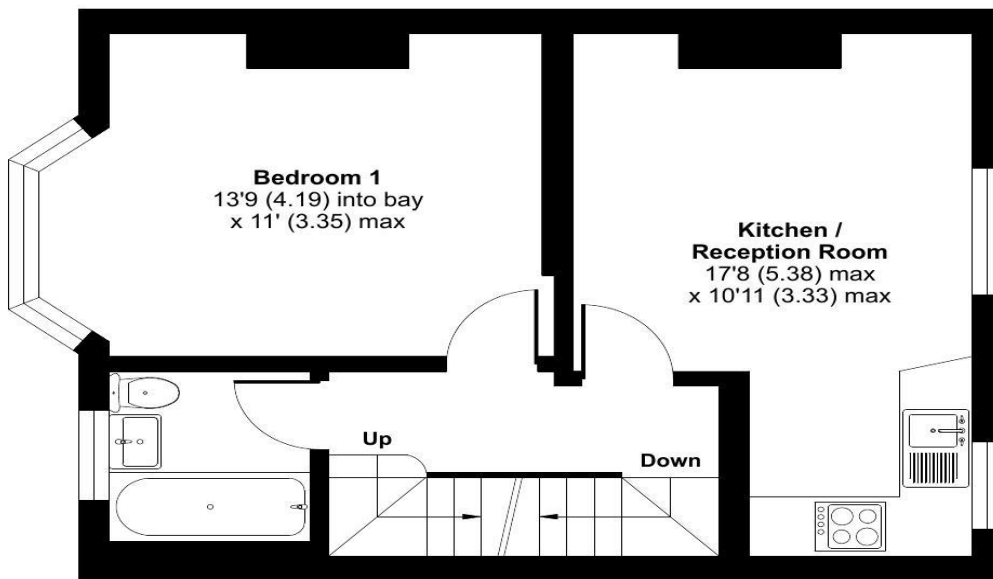 Bedroom 1
13'9 (4.19) into bay
x 11' (3.35) max
Kitchen /
Reception Room
17'8 (5.38) max
x 10'11 (3.33) max
Up
Down